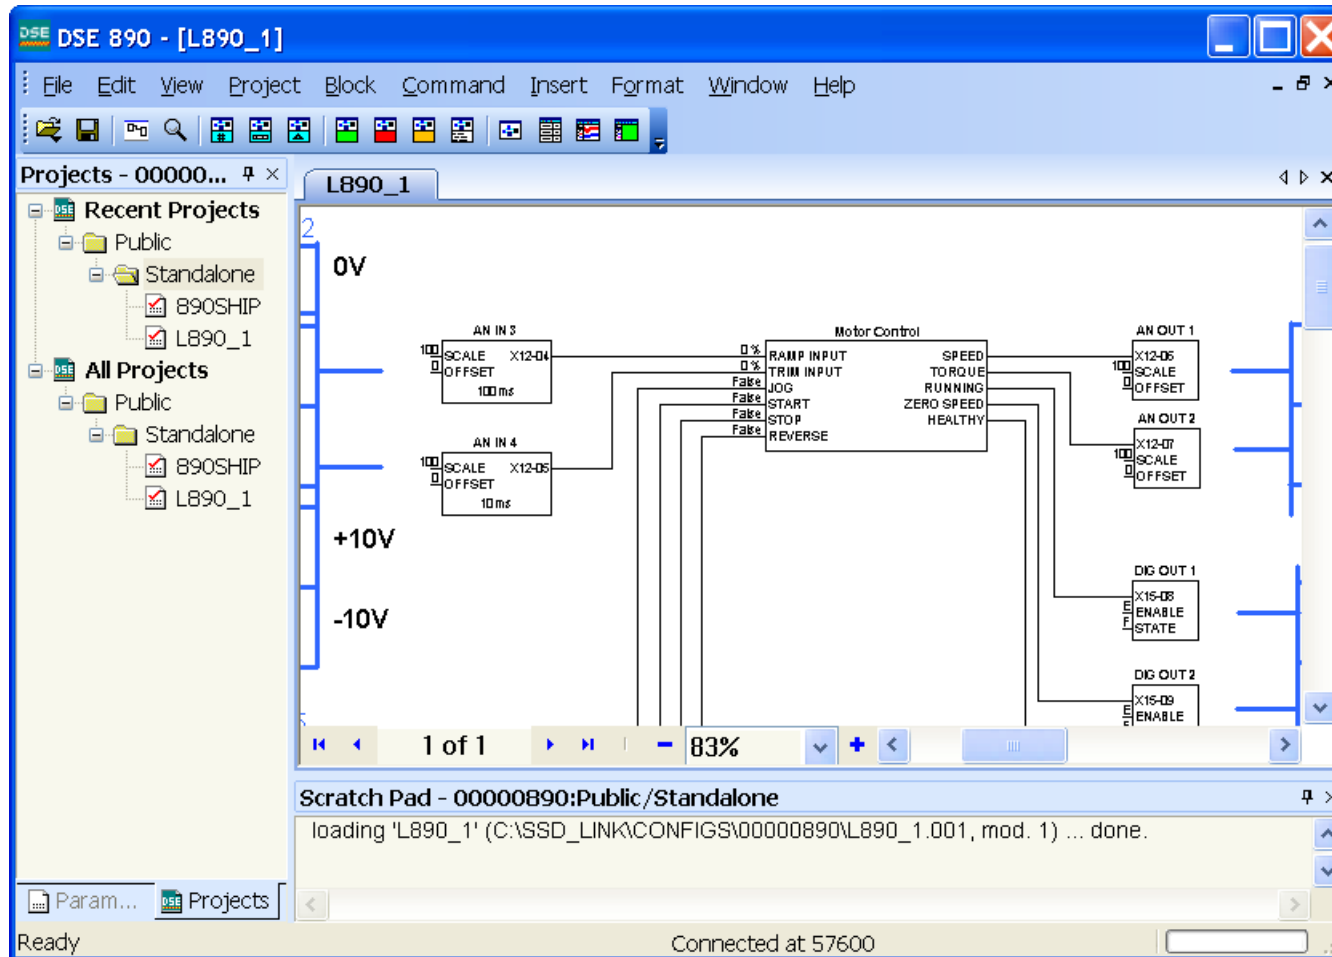 DSE 890 - [L890_1]
File Edit View Project Block Command Insert Format Window Help
Projects - 00000...
Recent Projects
Public
Standalone
890SHIP
L890_1
All Projects
Public
Standalone
890SHIP
L890_1
L890_1
2
0V
+10V
-10V
AN IN 3
100 SCALE X12-04
0 OFFSET
100 ms
AN IN 4
100 SCALE X12-05
0 OFFSET
10 ms
Motor Control
0 % RAMP INPUT SPEED
0 % TRIM INPUT TORQUE
False JOG RUNNING
False START ZERO SPEED
False STOP HEALTHY
False REVERSE
AN OUT 1
X12-06
100 SCALE
0 OFFSET
AN OUT 2
X12-07
100 SCALE
0 OFFSET
DIG OUT 1
X15-08
E ENABLE
F STATE
DIG OUT 2
X15-09
E ENABLE
1 of 1 83%
Scratch Pad - 00000890:Public/Standalone
loading 'L890_1' (C:\SSD_LINK\CONFIGS\00000890\L890_1.001, mod. 1) ... done.
Param... Projects
Ready Connected at 57600